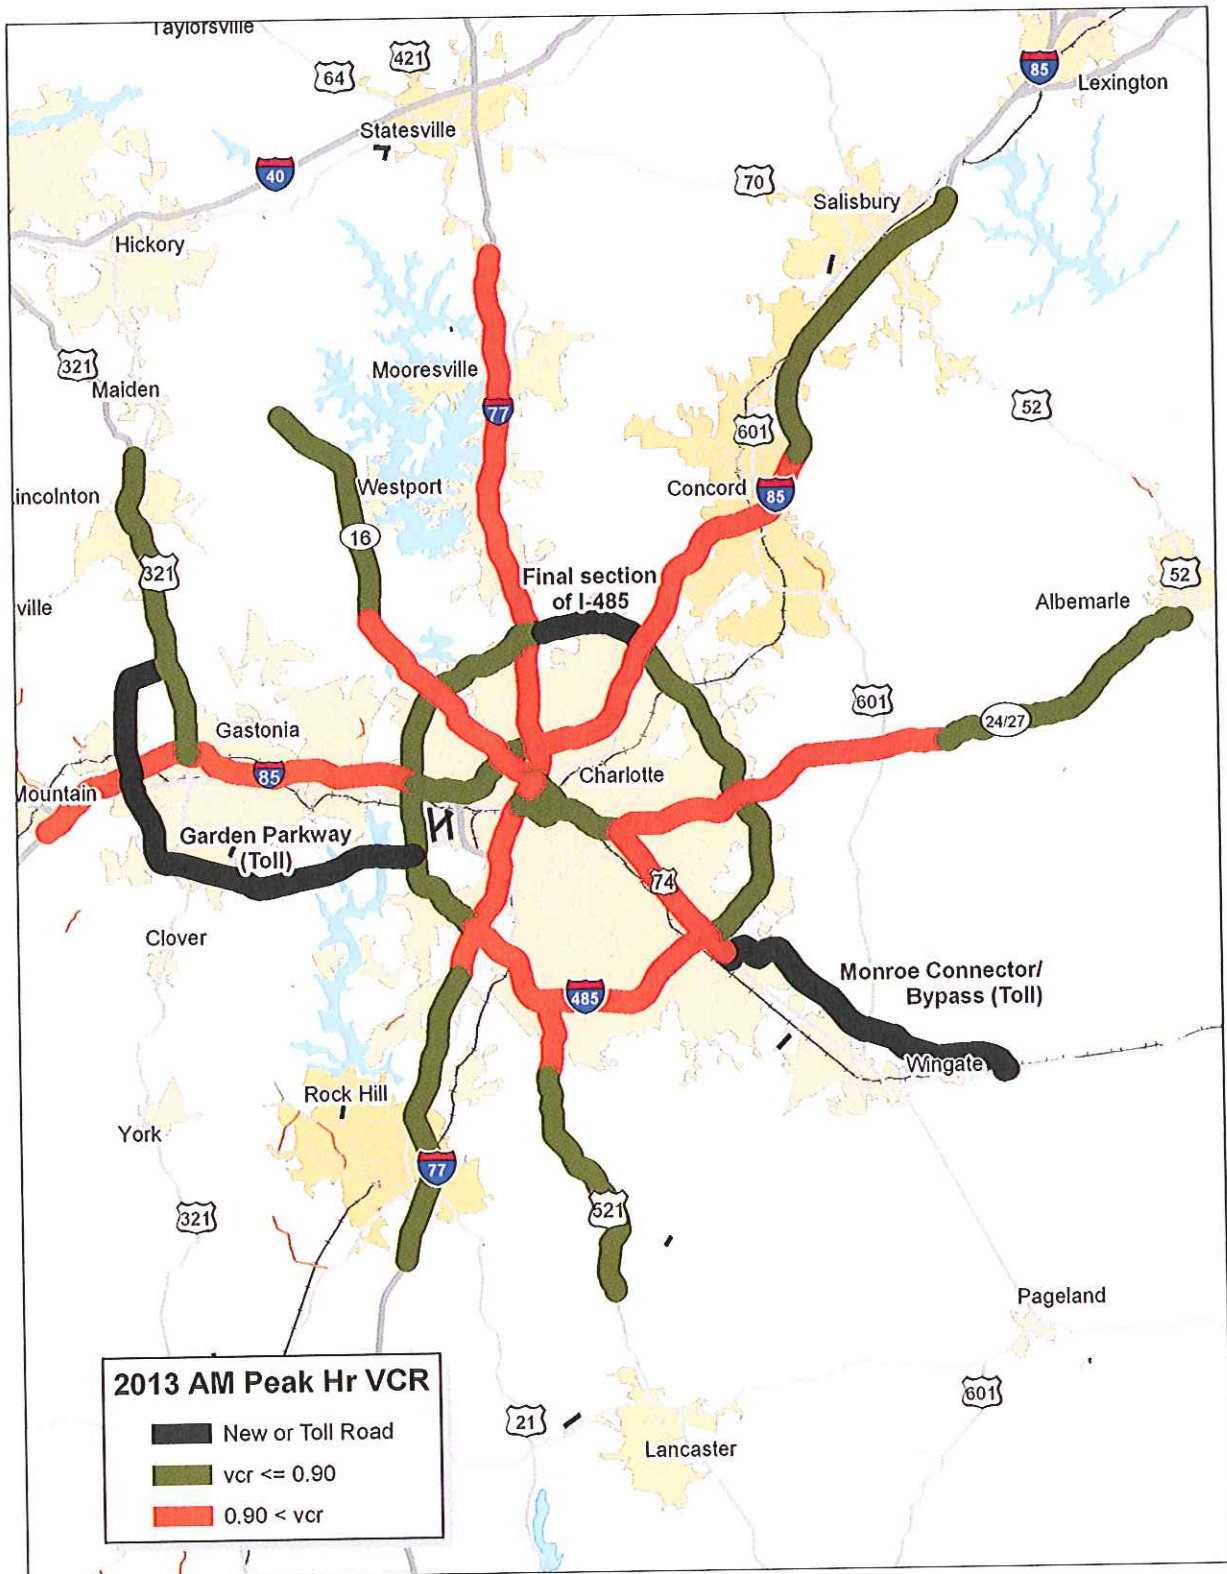 Taylorsville
421
64
85
Lexington
Statesville
40
70
Salisbury
Hickory
321
Maiden
Mooresville
77
52
601
Westport
Concord
85
incolnton
16
321
Final section
of I-485
52
Albemarle
ville
601
24/27
Gastonia
85
Charlotte
Mountain
Garden Parkway
(Toll)
74
Clover
Monroe Connector/
Bypass (Toll)
485
Wingate
Rock Hill
York
77
321
521
Pageland
2013 AM Peak Hr VCR
New or Toll Road
vcr <= 0.90
0.90 < vcr
601
21
Lancaster